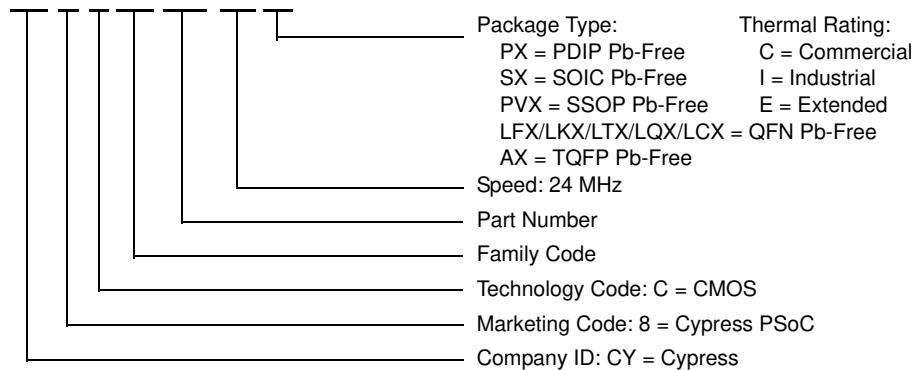 Package Type: Thermal Rating:
PX = PDIP Pb-Free C = Commercial
SX = SOIC Pb-Free I = Industrial
PVX = SSOP Pb-Free E = Extended
LFX/LKX/LTX/LQX/LCX = QFN Pb-Free
AX = TQFP Pb-Free
Speed: 24 MHz
Part Number
Family Code
Technology Code: C = CMOS
Marketing Code: 8 = Cypress PSoC
Company ID: CY = Cypress